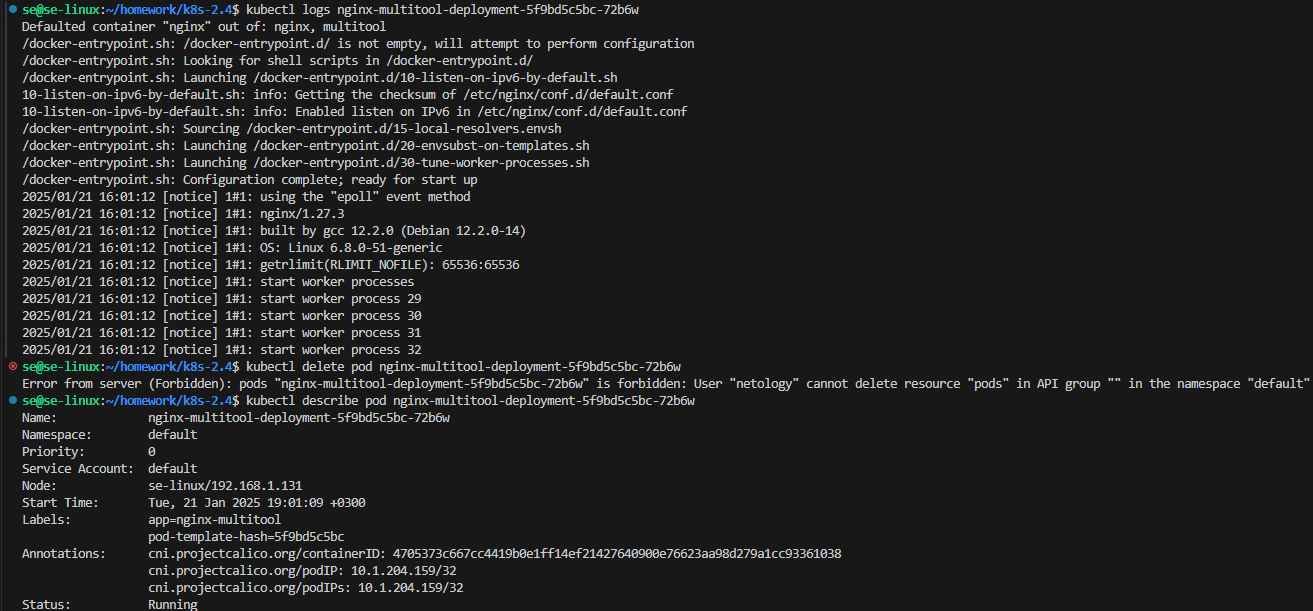 se@se-linux:~/homework/k8s-2.4$ kubectl logs nginx-multitool-deployment-5f9bd5c5bc-72b6w
Defaulted container "nginx" out of: nginx, multitool
/docker-entrypoint.sh: /docker-entrypoint.d/ is not empty, will attempt to perform configuration
/docker-entrypoint.sh: Looking for shell scripts in /docker-entrypoint.d/
/docker-entrypoint.sh: Launching /docker-entrypoint.d/10-listen-on-ipv6-by-default.sh
10-listen-on-ipv6-by-default.sh: info: Getting the checksum of /etc/nginx/conf.d/default.conf
10-listen-on-ipv6-by-default.sh: info: Enabled listen on IPv6 in /etc/nginx/conf.d/default.conf
/docker-entrypoint.sh: Sourcing /docker-entrypoint.d/15-local-resolvers.envsh
/docker-entrypoint.sh: Launching /docker-entrypoint.d/20-envsubst-on-templates.sh
/docker-entrypoint.sh: Launching /docker-entrypoint.d/30-tune-worker-processes.sh
/docker-entrypoint.sh: Configuration complete; ready for start up
2025/01/21 16:01:12 [notice] 1#1: using the "epoll" event method
2025/01/21 16:01:12 [notice] 1#1: nginx/1.27.3
2025/01/21 16:01:12 [notice] 1#1: built by gcc 12.2.0 (Debian 12.2.0-14)
2025/01/21 16:01:12 [notice] 1#1: OS: Linux 6.8.0-51-generic
2025/01/21 16:01:12 [notice] 1#1: getrlimit(RLIMIT_NOFILE): 65536:65536
2025/01/21 16:01:12 [notice] 1#1: start worker processes
2025/01/21 16:01:12 [notice] 1#1: start worker process 29
2025/01/21 16:01:12 [notice] 1#1: start worker process 30
2025/01/21 16:01:12 [notice] 1#1: start worker process 31
2025/01/21 16:01:12 [notice] 1#1: start worker process 32
se@se-linux:~/homework/k8s-2.4$ kubectl delete pod nginx-multitool-deployment-5f9bd5c5bc-72b6w
Error from server (Forbidden): pods "nginx-multitool-deployment-5f9bd5c5bc-72b6w" is forbidden: User "netology" cannot delete resource "pods" in API group "" in the namespace "default"
se@se-linux:~/homework/k8s-2.4$ kubectl describe pod nginx-multitool-deployment-5f9bd5c5bc-72b6w
Name: nginx-multitool-deployment-5f9bd5c5bc-72b6w
Namespace: default
Priority: 0
Service Account: default
Node: se-linux/192.168.1.131
Start Time: Tue, 21 Jan 2025 19:01:09 +0300
Labels: app=nginx-multitool
pod-template-hash=5f9bd5c5bc
Annotations: cni.projectcalico.org/containerID: 4705373c667cc4419b0e1ff14ef21427640900e76623aa98d279a1cc93361038
cni.projectcalico.org/podIP: 10.1.204.159/32
cni.projectcalico.org/podIPs: 10.1.204.159/32
Status: Running